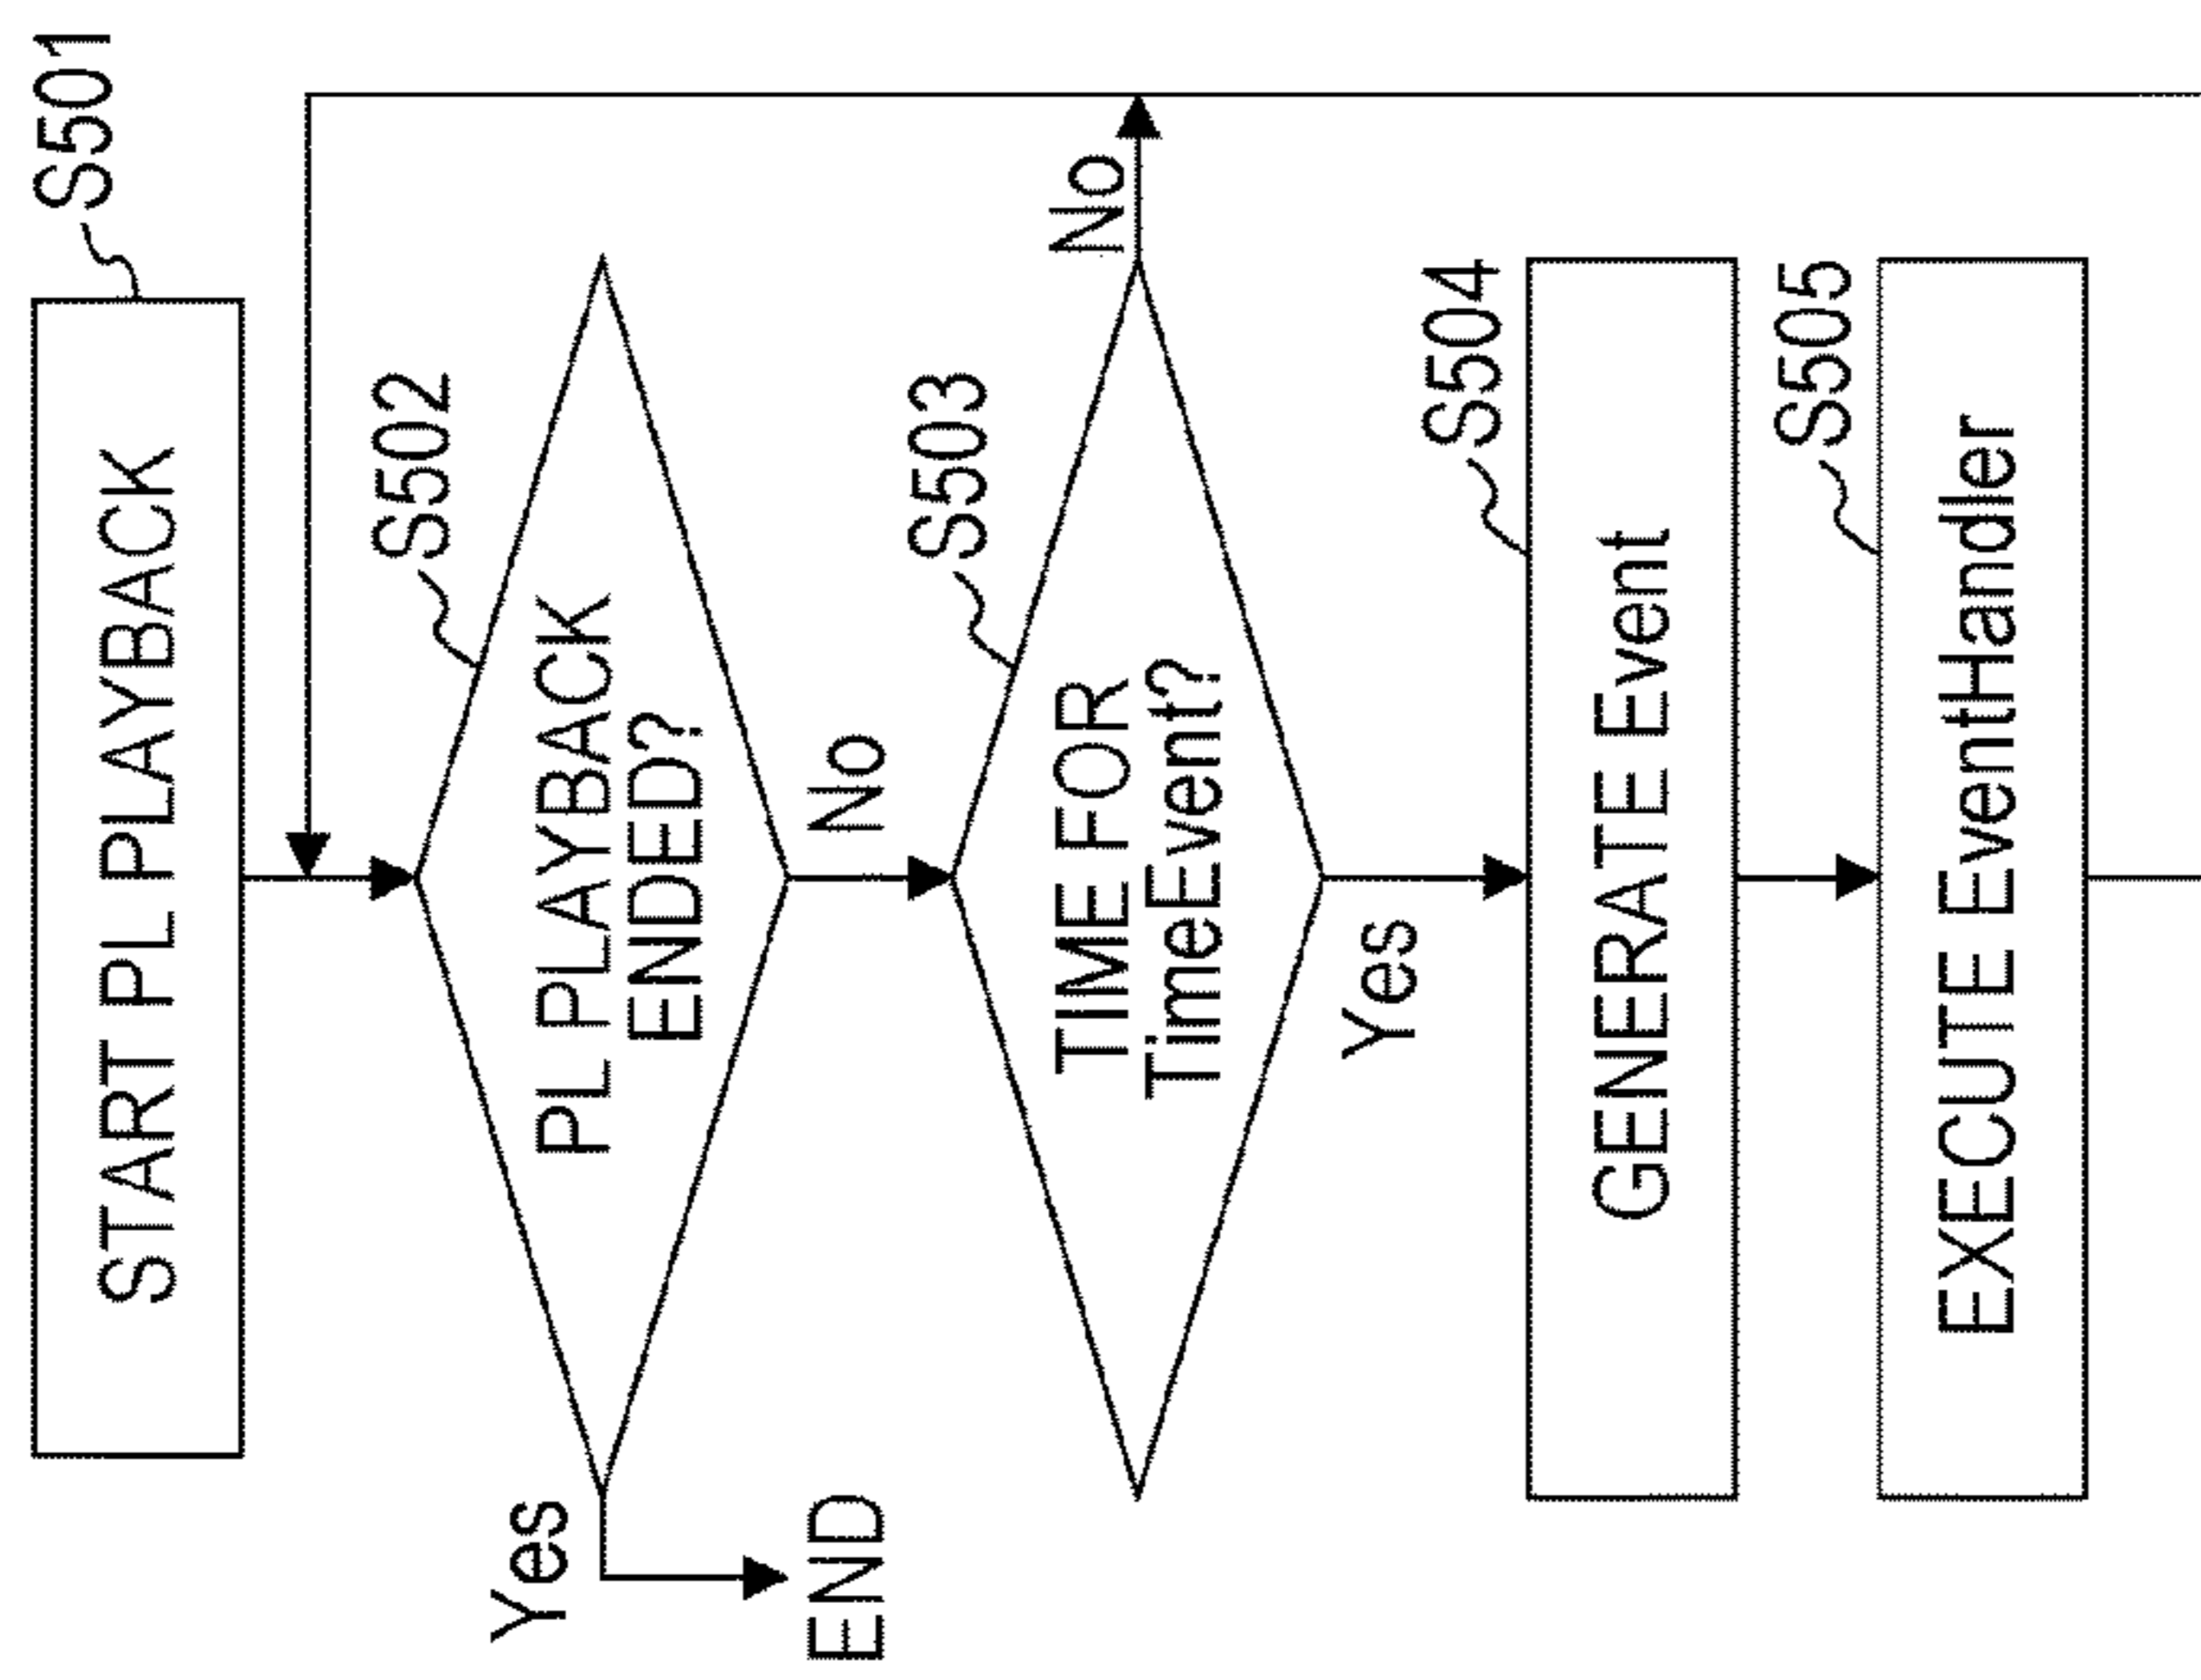 START PL PLAYBACK
S501
S502
PL PLAYBACK
ENDED?
Yes
END
No
S503
TIME FOR
TimeEvent?
No
Yes
S504
GENERATE Event
S505
EXECUTE EventHandler